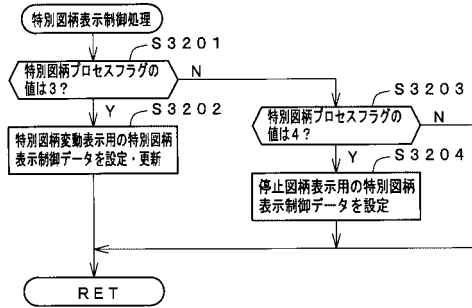 特別図柄表示制御処理
S3201
特別図柄プロセスフラグの
値は3?
N
Y
S3202
特別図柄変動表示用の特別図柄
表示制御データを設定・更新
S3203
特別図柄プロセスフラグの
値は4?
N
Y
S3204
停止図柄表示用の特別図柄
表示制御データを設定
RET